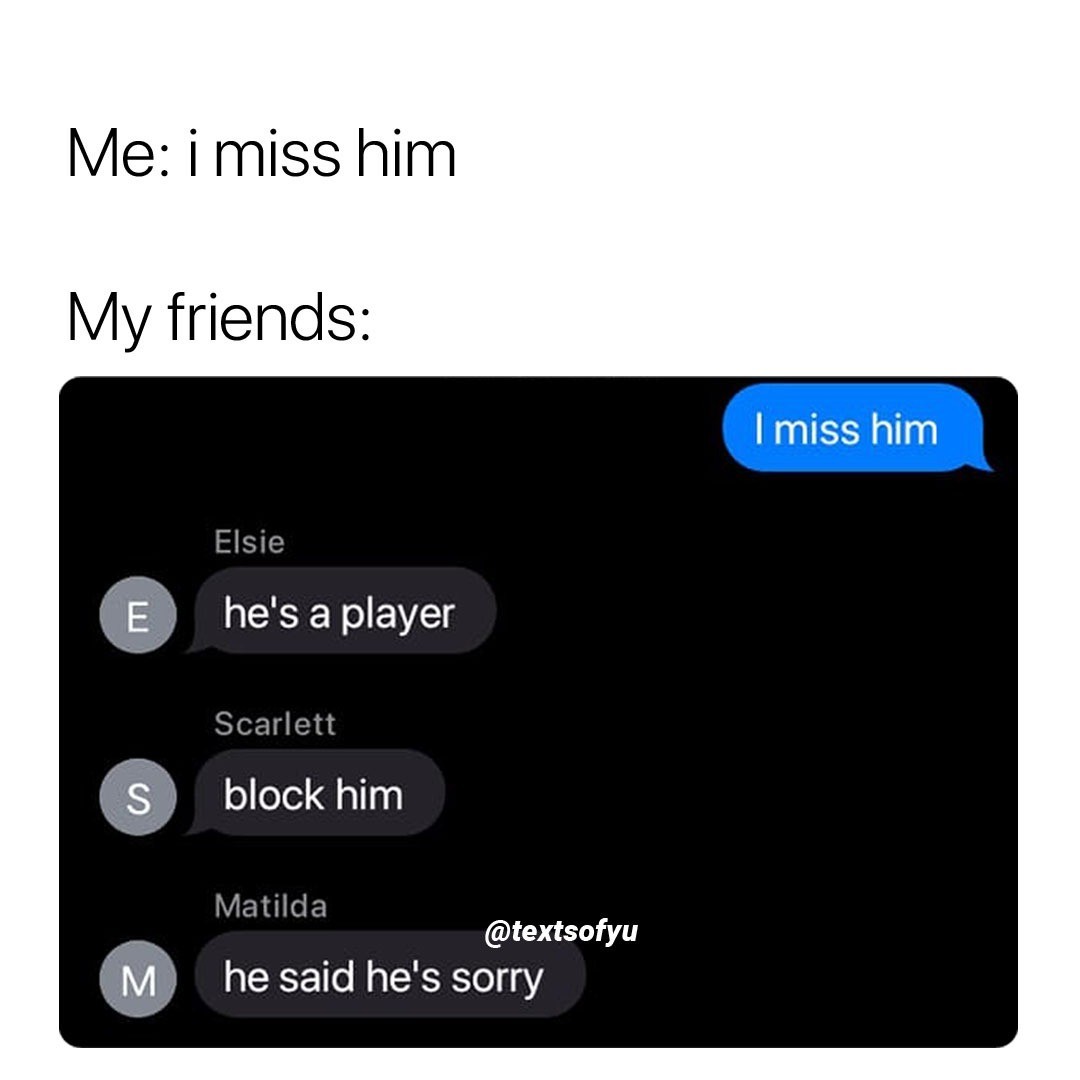 Me: i miss him
My friends:
I miss him
Elsie
E
he's a player
Scarlett
S
block him
Matilda
@textsofyu
M
he said he's sorry